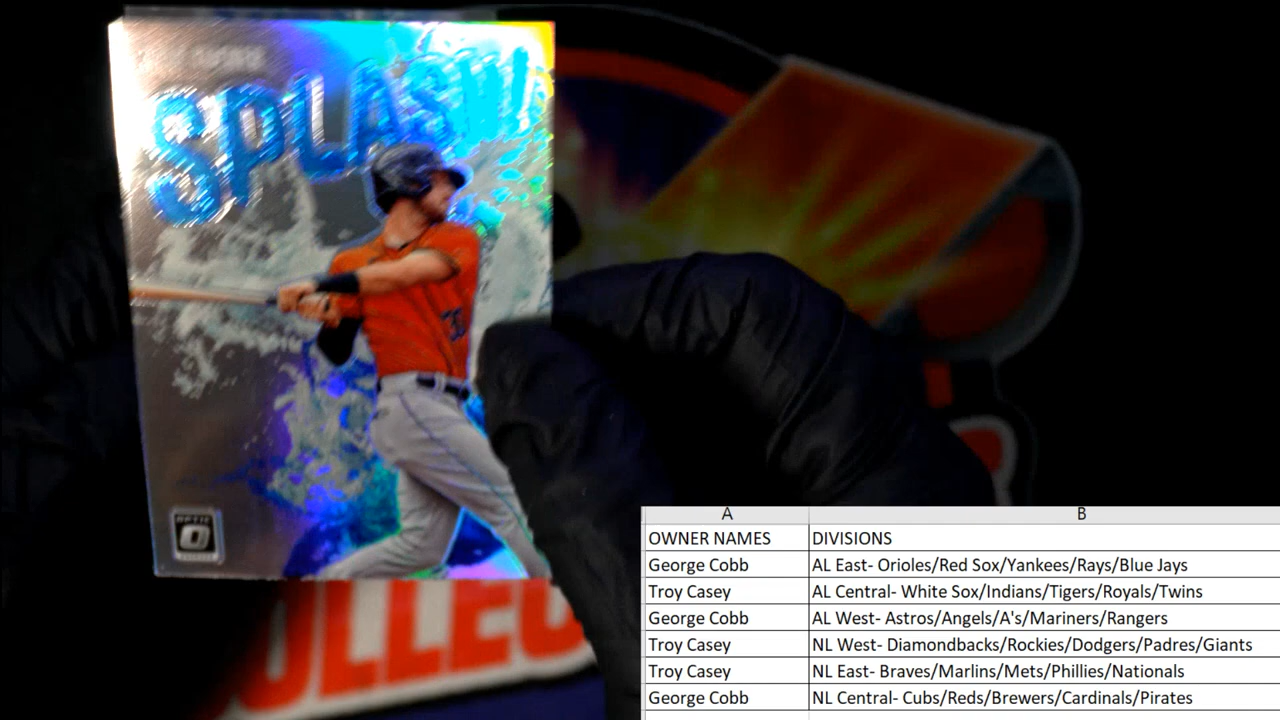 SPLASH!
30
OPTIC
OLLEC
A B
OWNER NAMES DIVISIONS
George Cobb AL East- Orioles/Red Sox/Yankees/Rays/Blue Jays
Troy Casey AL Central- White Sox/Indians/Tigers/Royals/Twins
George Cobb AL West- Astros/Angels/A's/Mariners/Rangers
Troy Casey NL West- Diamondbacks/Rockies/Dodgers/Padres/Giants
Troy Casey NL East- Braves/Marlins/Mets/Phillies/Nationals
George Cobb NL Central- Cubs/Reds/Brewers/Cardinals/Pirates